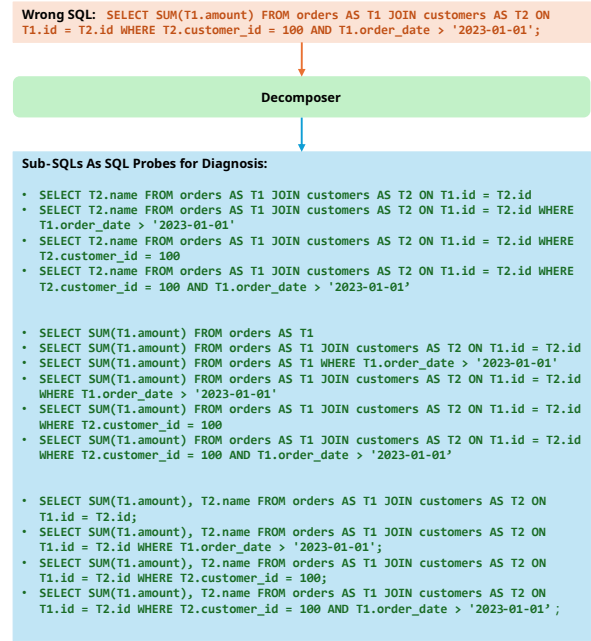 Wrong SQL: SELECT SUM(T1.amount) FROM orders AS T1 JOIN customers AS T2 ON
T1.id = T2.id WHERE T2.customer_id = 100 AND T1.order_date > '2023-01-01';
Decomposer
Sub-SQLs As SQL Probes for Diagnosis:
• SELECT T2.name FROM orders AS T1 JOIN customers AS T2 ON T1.id = T2.id
• SELECT T2.name FROM orders AS T1 JOIN customers AS T2 ON T1.id = T2.id WHERE
T1.order_date > '2023-01-01'
• SELECT T2.name FROM orders AS T1 JOIN customers AS T2 ON T1.id = T2.id WHERE
T2.customer_id = 100
• SELECT T2.name FROM orders AS T1 JOIN customers AS T2 ON T1.id = T2.id WHERE
T2.customer_id = 100 AND T1.order_date > '2023-01-01’
• SELECT SUM(T1.amount) FROM orders AS T1
• SELECT SUM(T1.amount) FROM orders AS T1 JOIN customers AS T2 ON T1.id = T2.id
• SELECT SUM(T1.amount) FROM orders AS T1 WHERE T1.order_date > '2023-01-01'
• SELECT SUM(T1.amount) FROM orders AS T1 JOIN customers AS T2 ON T1.id = T2.id
WHERE T1.order_date > '2023-01-01'
• SELECT SUM(T1.amount) FROM orders AS T1 JOIN customers AS T2 ON T1.id = T2.id
WHERE T2.customer_id = 100
• SELECT SUM(T1.amount) FROM orders AS T1 JOIN customers AS T2 ON T1.id = T2.id
WHERE T2.customer_id = 100 AND T1.order_date > '2023-01-01’
• SELECT SUM(T1.amount), T2.name FROM orders AS T1 JOIN customers AS T2 ON
T1.id = T2.id;
• SELECT SUM(T1.amount), T2.name FROM orders AS T1 JOIN customers AS T2 ON
T1.id = T2.id WHERE T1.order_date > '2023-01-01';
• SELECT SUM(T1.amount), T2.name FROM orders AS T1 JOIN customers AS T2 ON
T1.id = T2.id WHERE T2.customer_id = 100;
• SELECT SUM(T1.amount), T2.name FROM orders AS T1 JOIN customers AS T2 ON
T1.id = T2.id WHERE T2.customer_id = 100 AND T1.order_date > '2023-01-01’ ;